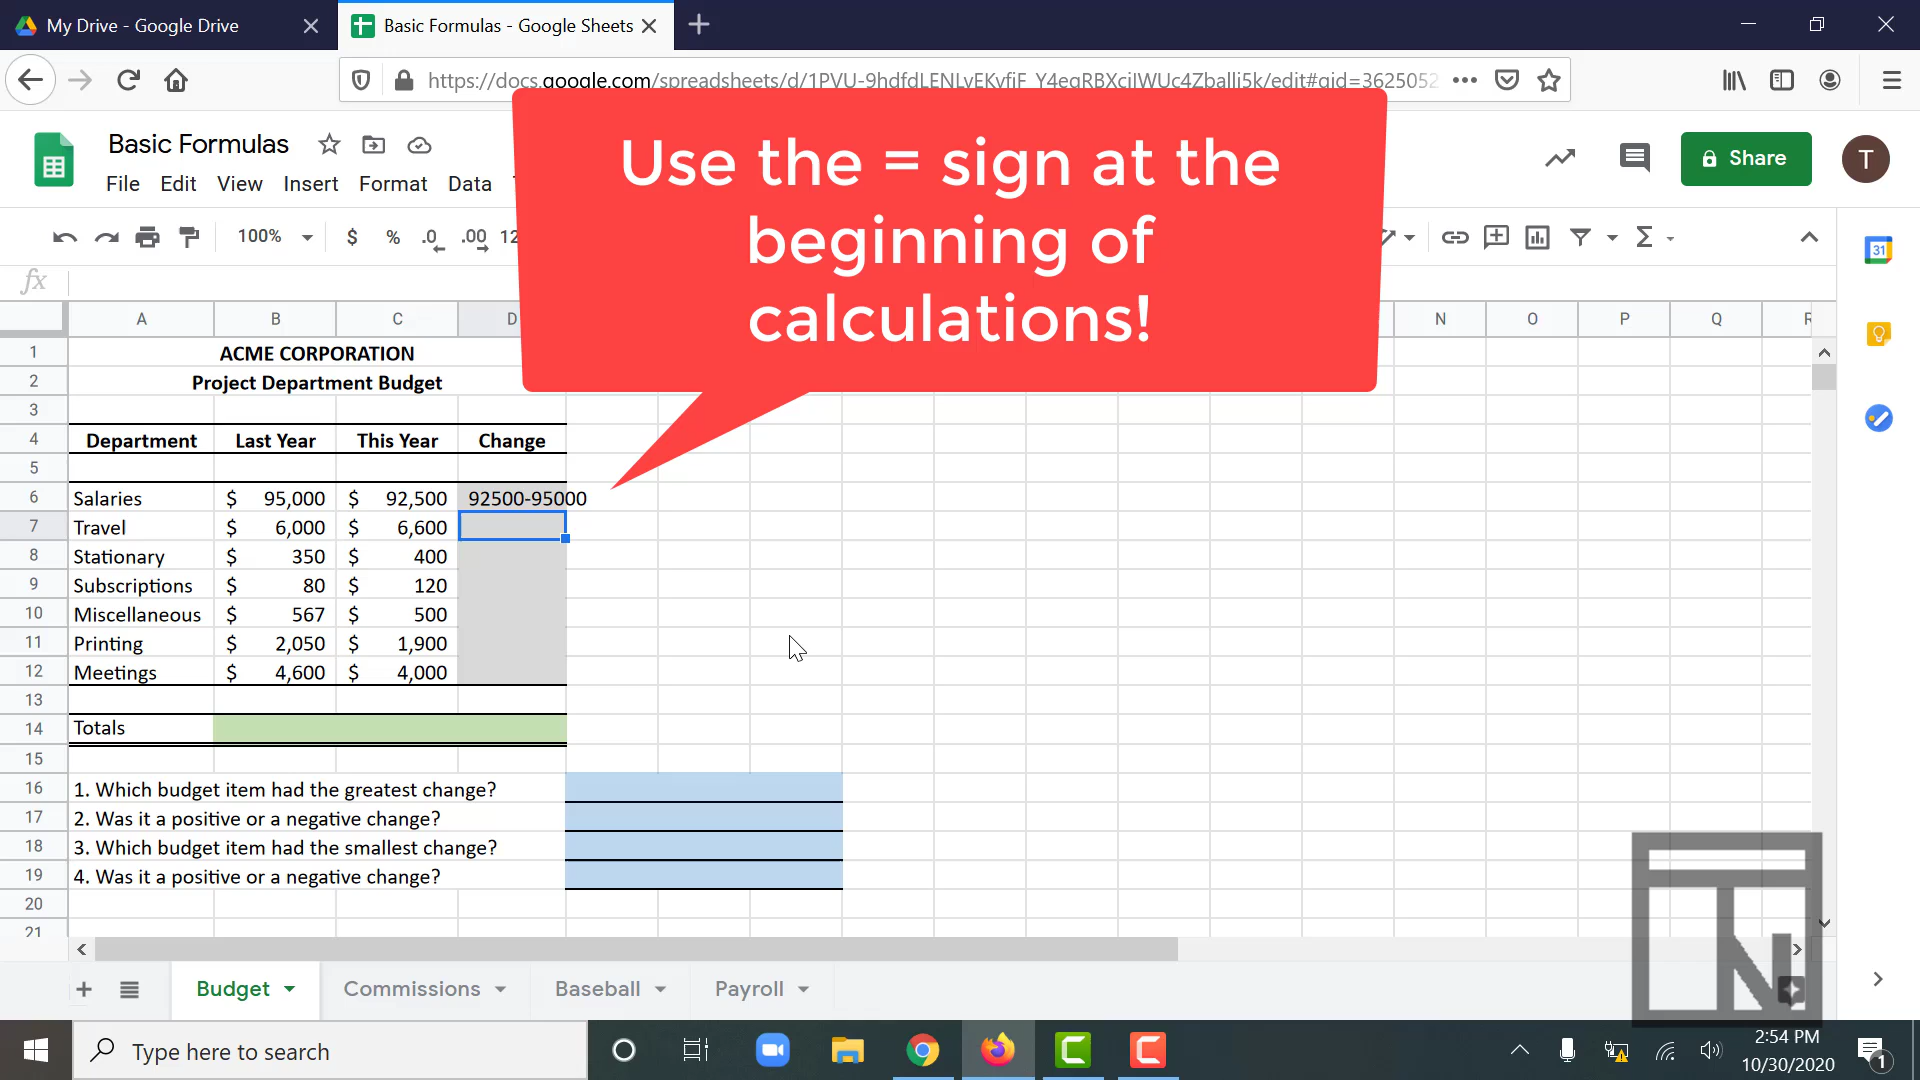 My Drive - Google Drive
Basic Formulas - Google Sheets
https://docs.google.com/spreadsheets/d/1PVU-9hdfdLENLvEKvfiF_Y4egRBXciIWUc4Zballi5k/edit#gid=3625052
Use the = sign at the
beginning of
calculations!
Basic Formulas
Share
T
File Edit View Insert Format Data
100% $ % .0 .00 12
31
fx
A B C D N O P Q R
1 ACME CORPORATION
2 Project Department Budget
3
4 Department Last Year This Year Change
5
6 Salaries $ 95,000 $ 92,500 92500-95000
7 Travel $ 6,000 $ 6,600
8 Stationary $ 350 $ 400
9 Subscriptions $ 80 $ 120
10 Miscellaneous $ 567 $ 500
11 Printing $ 2,050 $ 1,900
12 Meetings $ 4,600 $ 4,000
13
14 Totals
15
16 1. Which budget item had the greatest change?
17 2. Was it a positive or a negative change?
18 3. Which budget item had the smallest change?
19 4. Was it a positive or a negative change?
20
21
TN
Budget Commissions Baseball Payroll
Type here to search
2:54 PM
10/30/2020
1